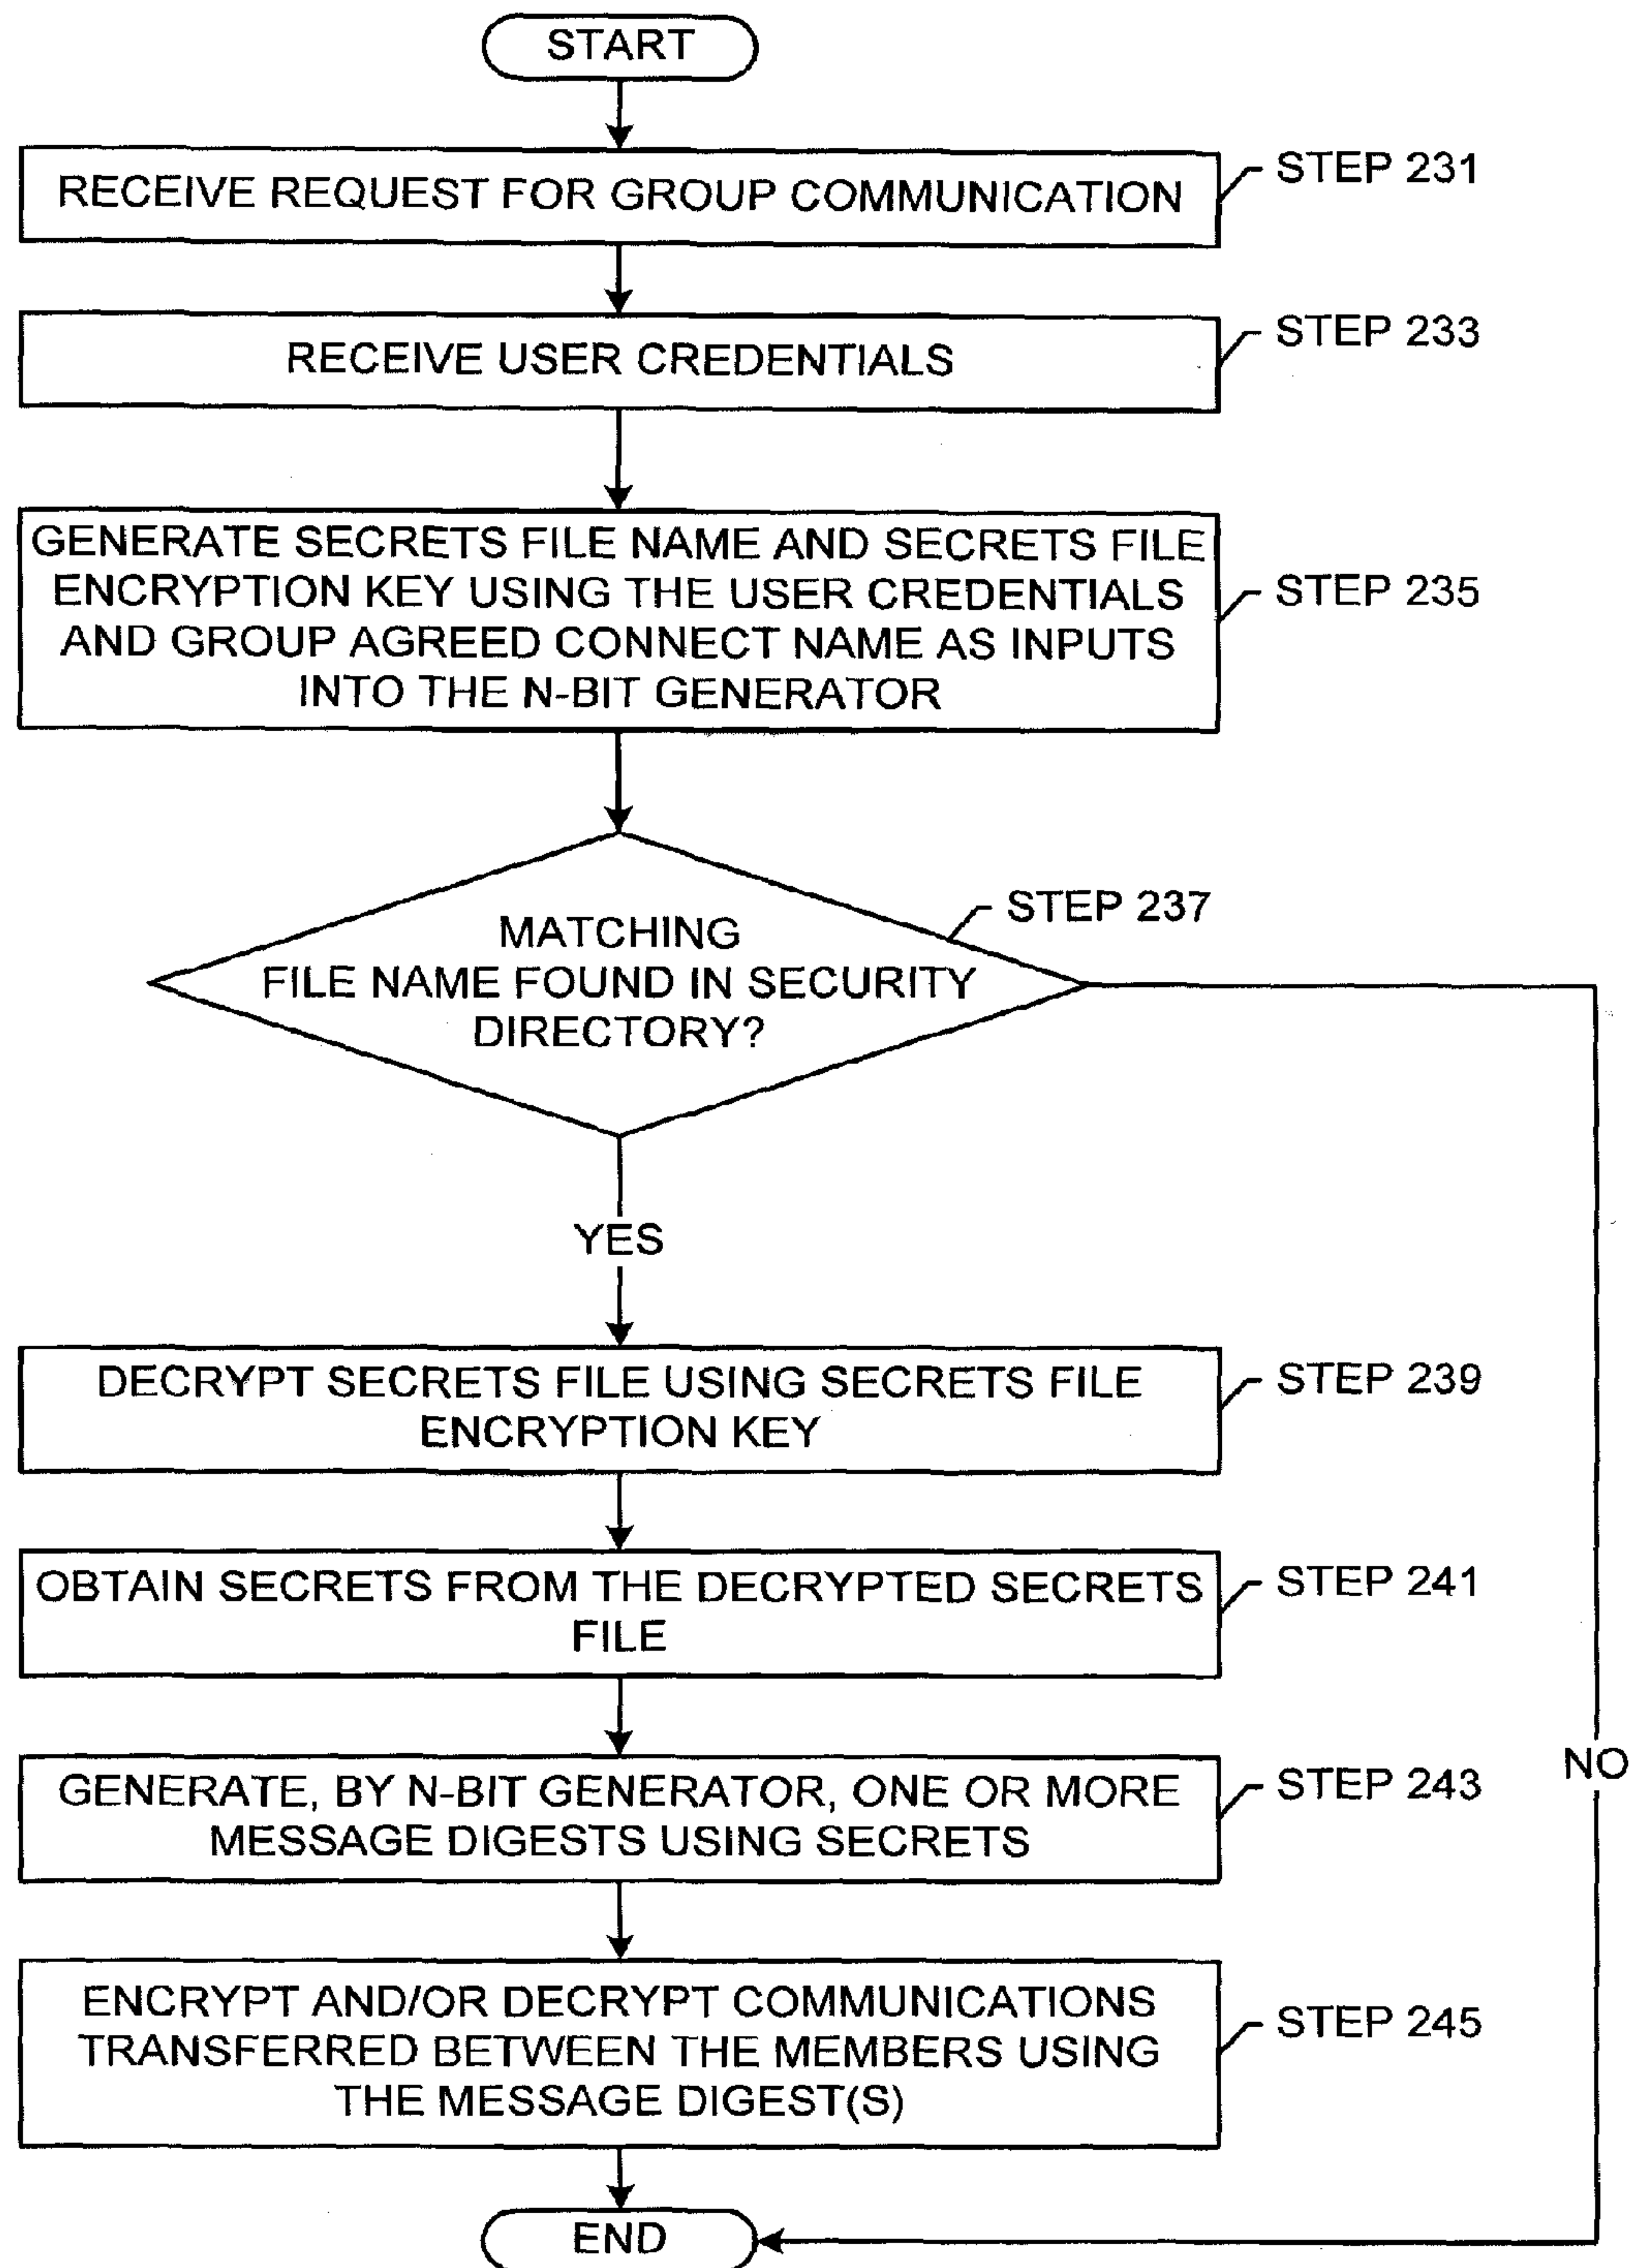 START
RECEIVE REQUEST FOR GROUP COMMUNICATION
STEP 231
RECEIVE USER CREDENTIALS
STEP 233
GENERATE SECRETS FILE NAME AND SECRETS FILE
ENCRYPTION KEY USING THE USER CREDENTIALS
AND GROUP AGREED CONNECT NAME AS INPUTS
INTO THE N-BIT GENERATOR
STEP 235
MATCHING
FILE NAME FOUND IN SECURITY
DIRECTORY?
STEP 237
YES
DECRYPT SECRETS FILE USING SECRETS FILE
ENCRYPTION KEY
STEP 239
OBTAIN SECRETS FROM THE DECRYPTED SECRETS
FILE
STEP 241
GENERATE, BY N-BIT GENERATOR, ONE OR MORE
MESSAGE DIGESTS USING SECRETS
STEP 243
NO
ENCRYPT AND/OR DECRYPT COMMUNICATIONS
TRANSFERRED BETWEEN THE MEMBERS USING
THE MESSAGE DIGEST(S)
STEP 245
END